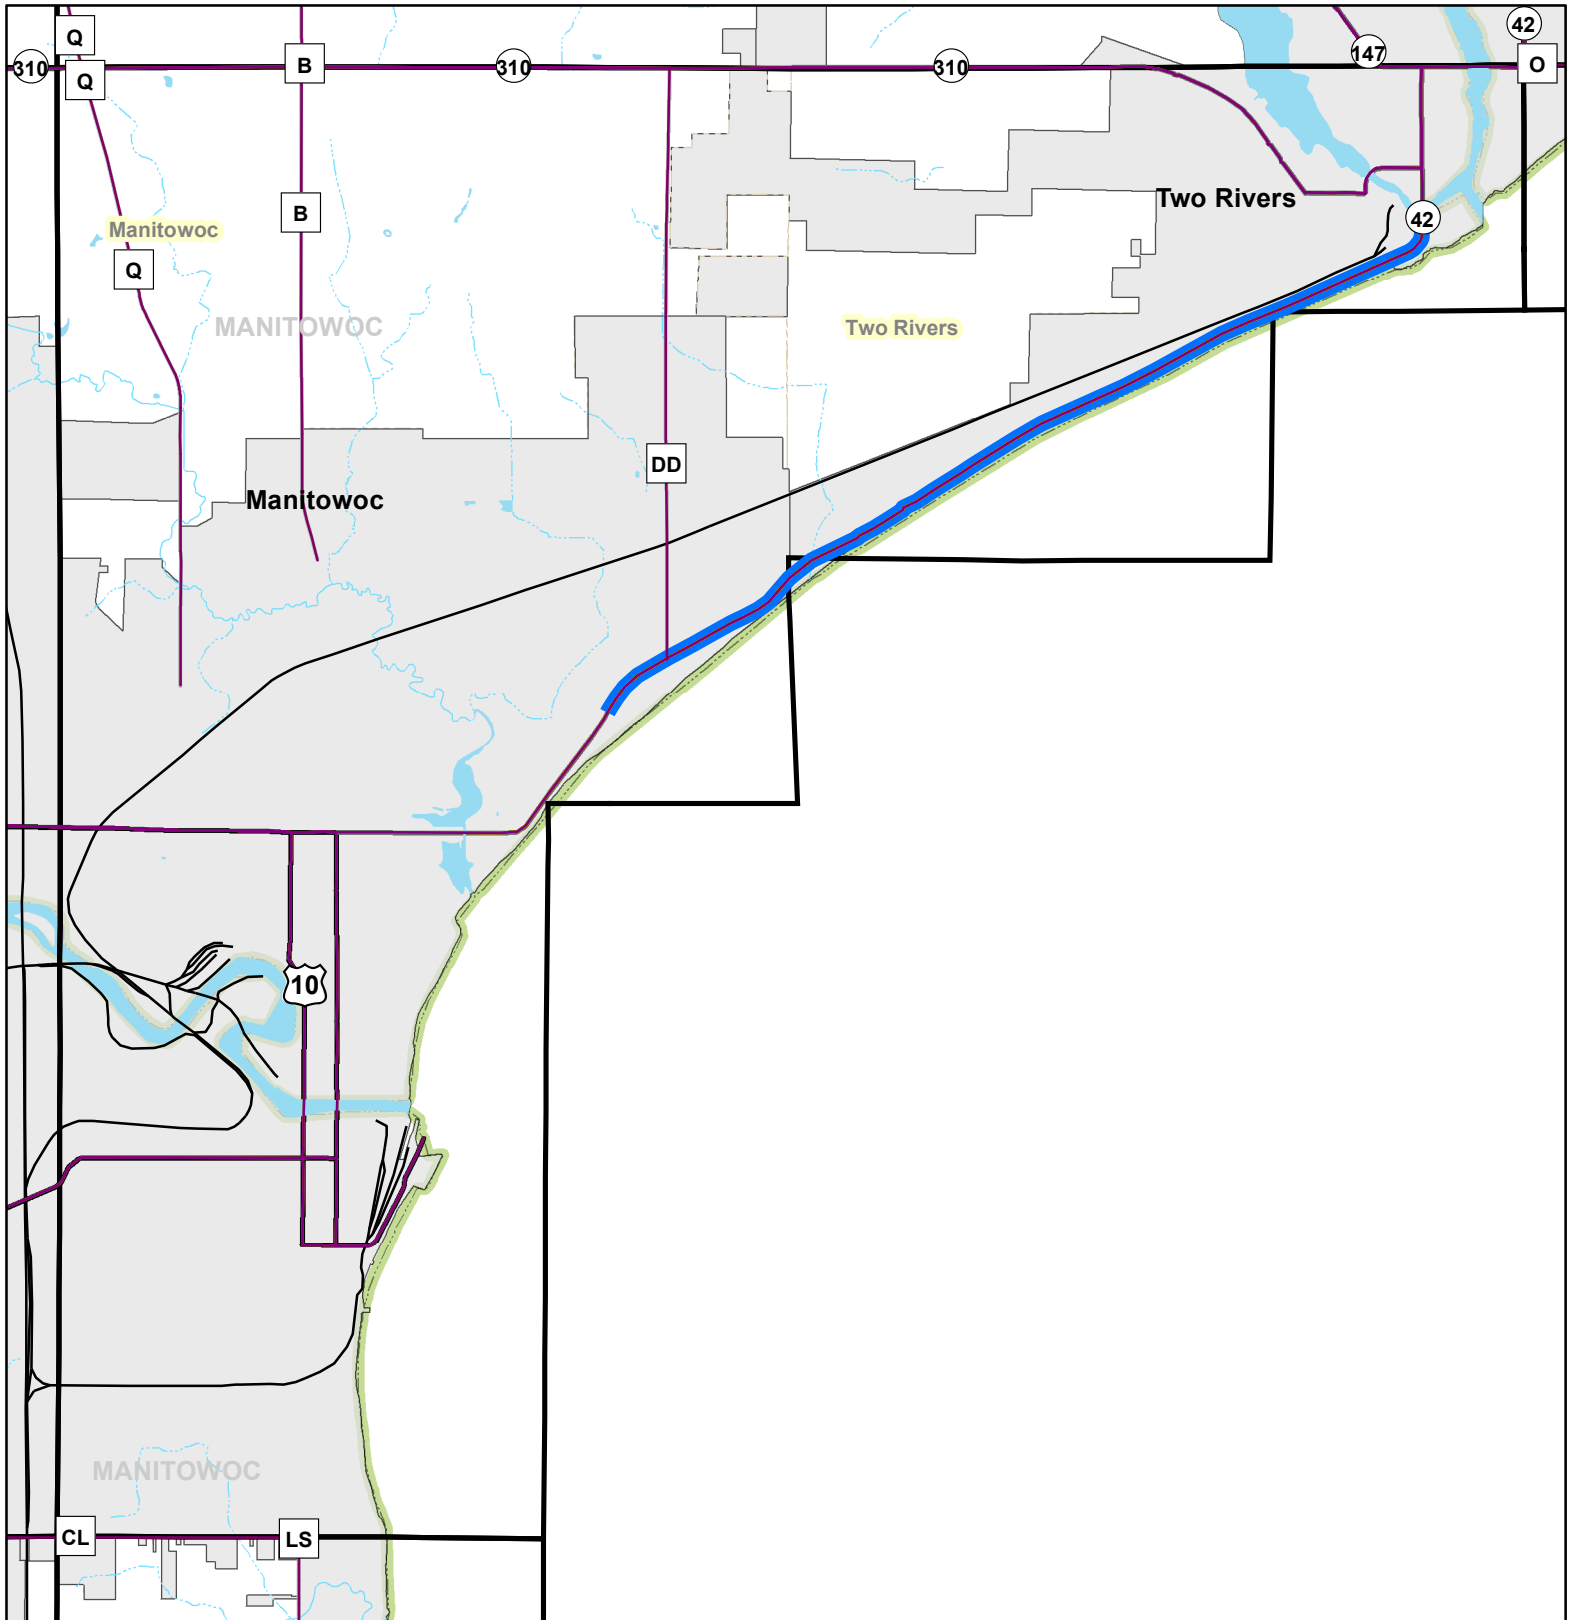 Q
42
310
Q
B
310
310
147
O
B
Two Rivers
42
Manitowoc
Q
MANITOWOC
Two Rivers
DD
Manitowoc
10
MANITOWOC
CL
LS